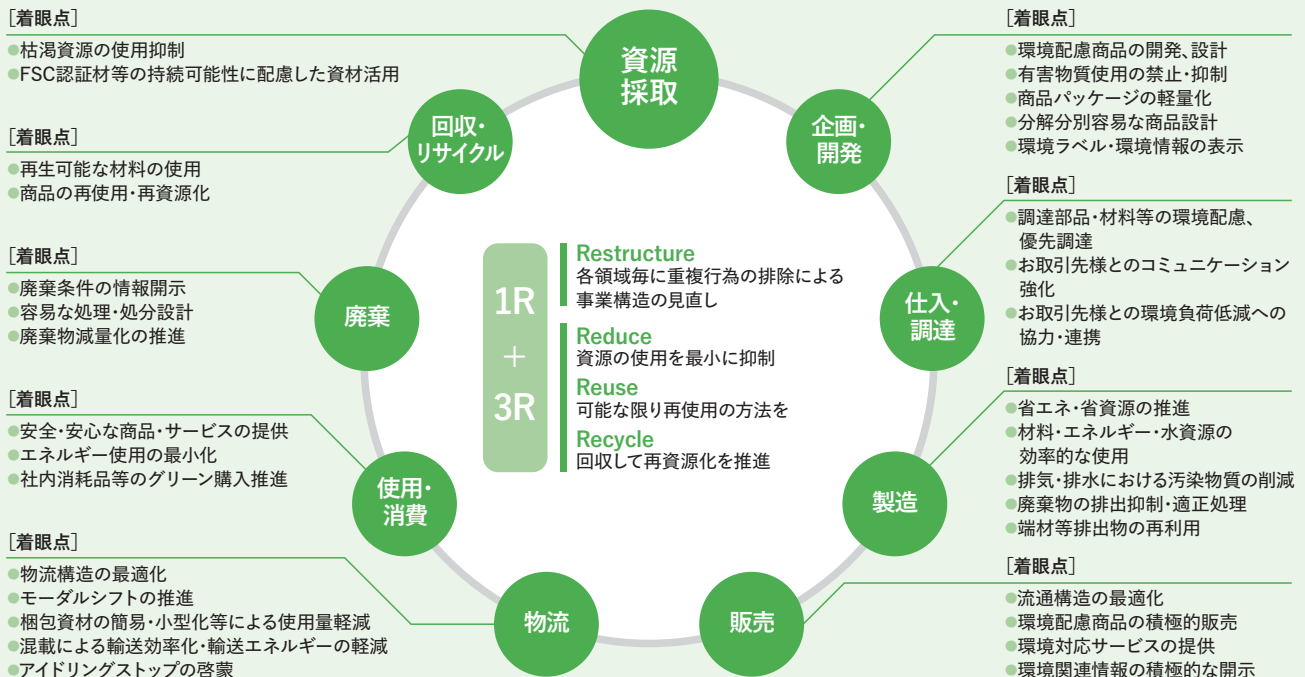 [着眼点]
●枯渇資源の使用抑制
●FSC認証材等の持続可能性に配慮した資材活用
資源
採取
[着眼点]
●環境配慮商品の開発、設計
●有害物質使用の禁止・抑制
●商品パッケージの軽量化
●分解分別容易な商品設計
●環境ラベル・環境情報の表示
企画・
開発
[着眼点]
●調達部品・材料等の環境配慮、
優先調達
●お取引先様とのコミュニケーション
強化
●お取引先様との環境負荷低減への
協力・連携
仕入・
調達
[着眼点]
●省エネ・省資源の推進
●材料・エネルギー・水資源の
効率的な使用
●排気・排水における汚染物質の削減
●廃棄物の排出抑制・適正処理
●端材等排出物の再利用
製造
[着眼点]
●流通構造の最適化
●環境配慮商品の積極的販売
●環境対応サービスの提供
●環境関連情報の積極的な開示
販売
[着眼点]
●物流構造の最適化
●モーダルシフトの推進
●梱包資材の簡易・小型化等による使用量軽減
●混載による輸送効率化・輸送エネルギーの軽減
●アイドリングストップの啓蒙
物流
[着眼点]
●安全・安心な商品・サービスの提供
●エネルギー使用の最小化
●社内消耗品等のグリーン購入推進
使用・
消費
[着眼点]
●廃棄条件の情報開示
●容易な処理・処分設計
●廃棄物減量化の推進
廃棄
[着眼点]
●再生可能な材料の使用
●商品の再使用・再資源化
回収・
リサイクル
1R
+
3R
Restructure
各領域毎に重複行為の排除による
事業構造の見直し
Reduce
資源の使用を最小に抑制
Reuse
可能な限り再使用の方法を
Recycle
回収して再資源化を推進